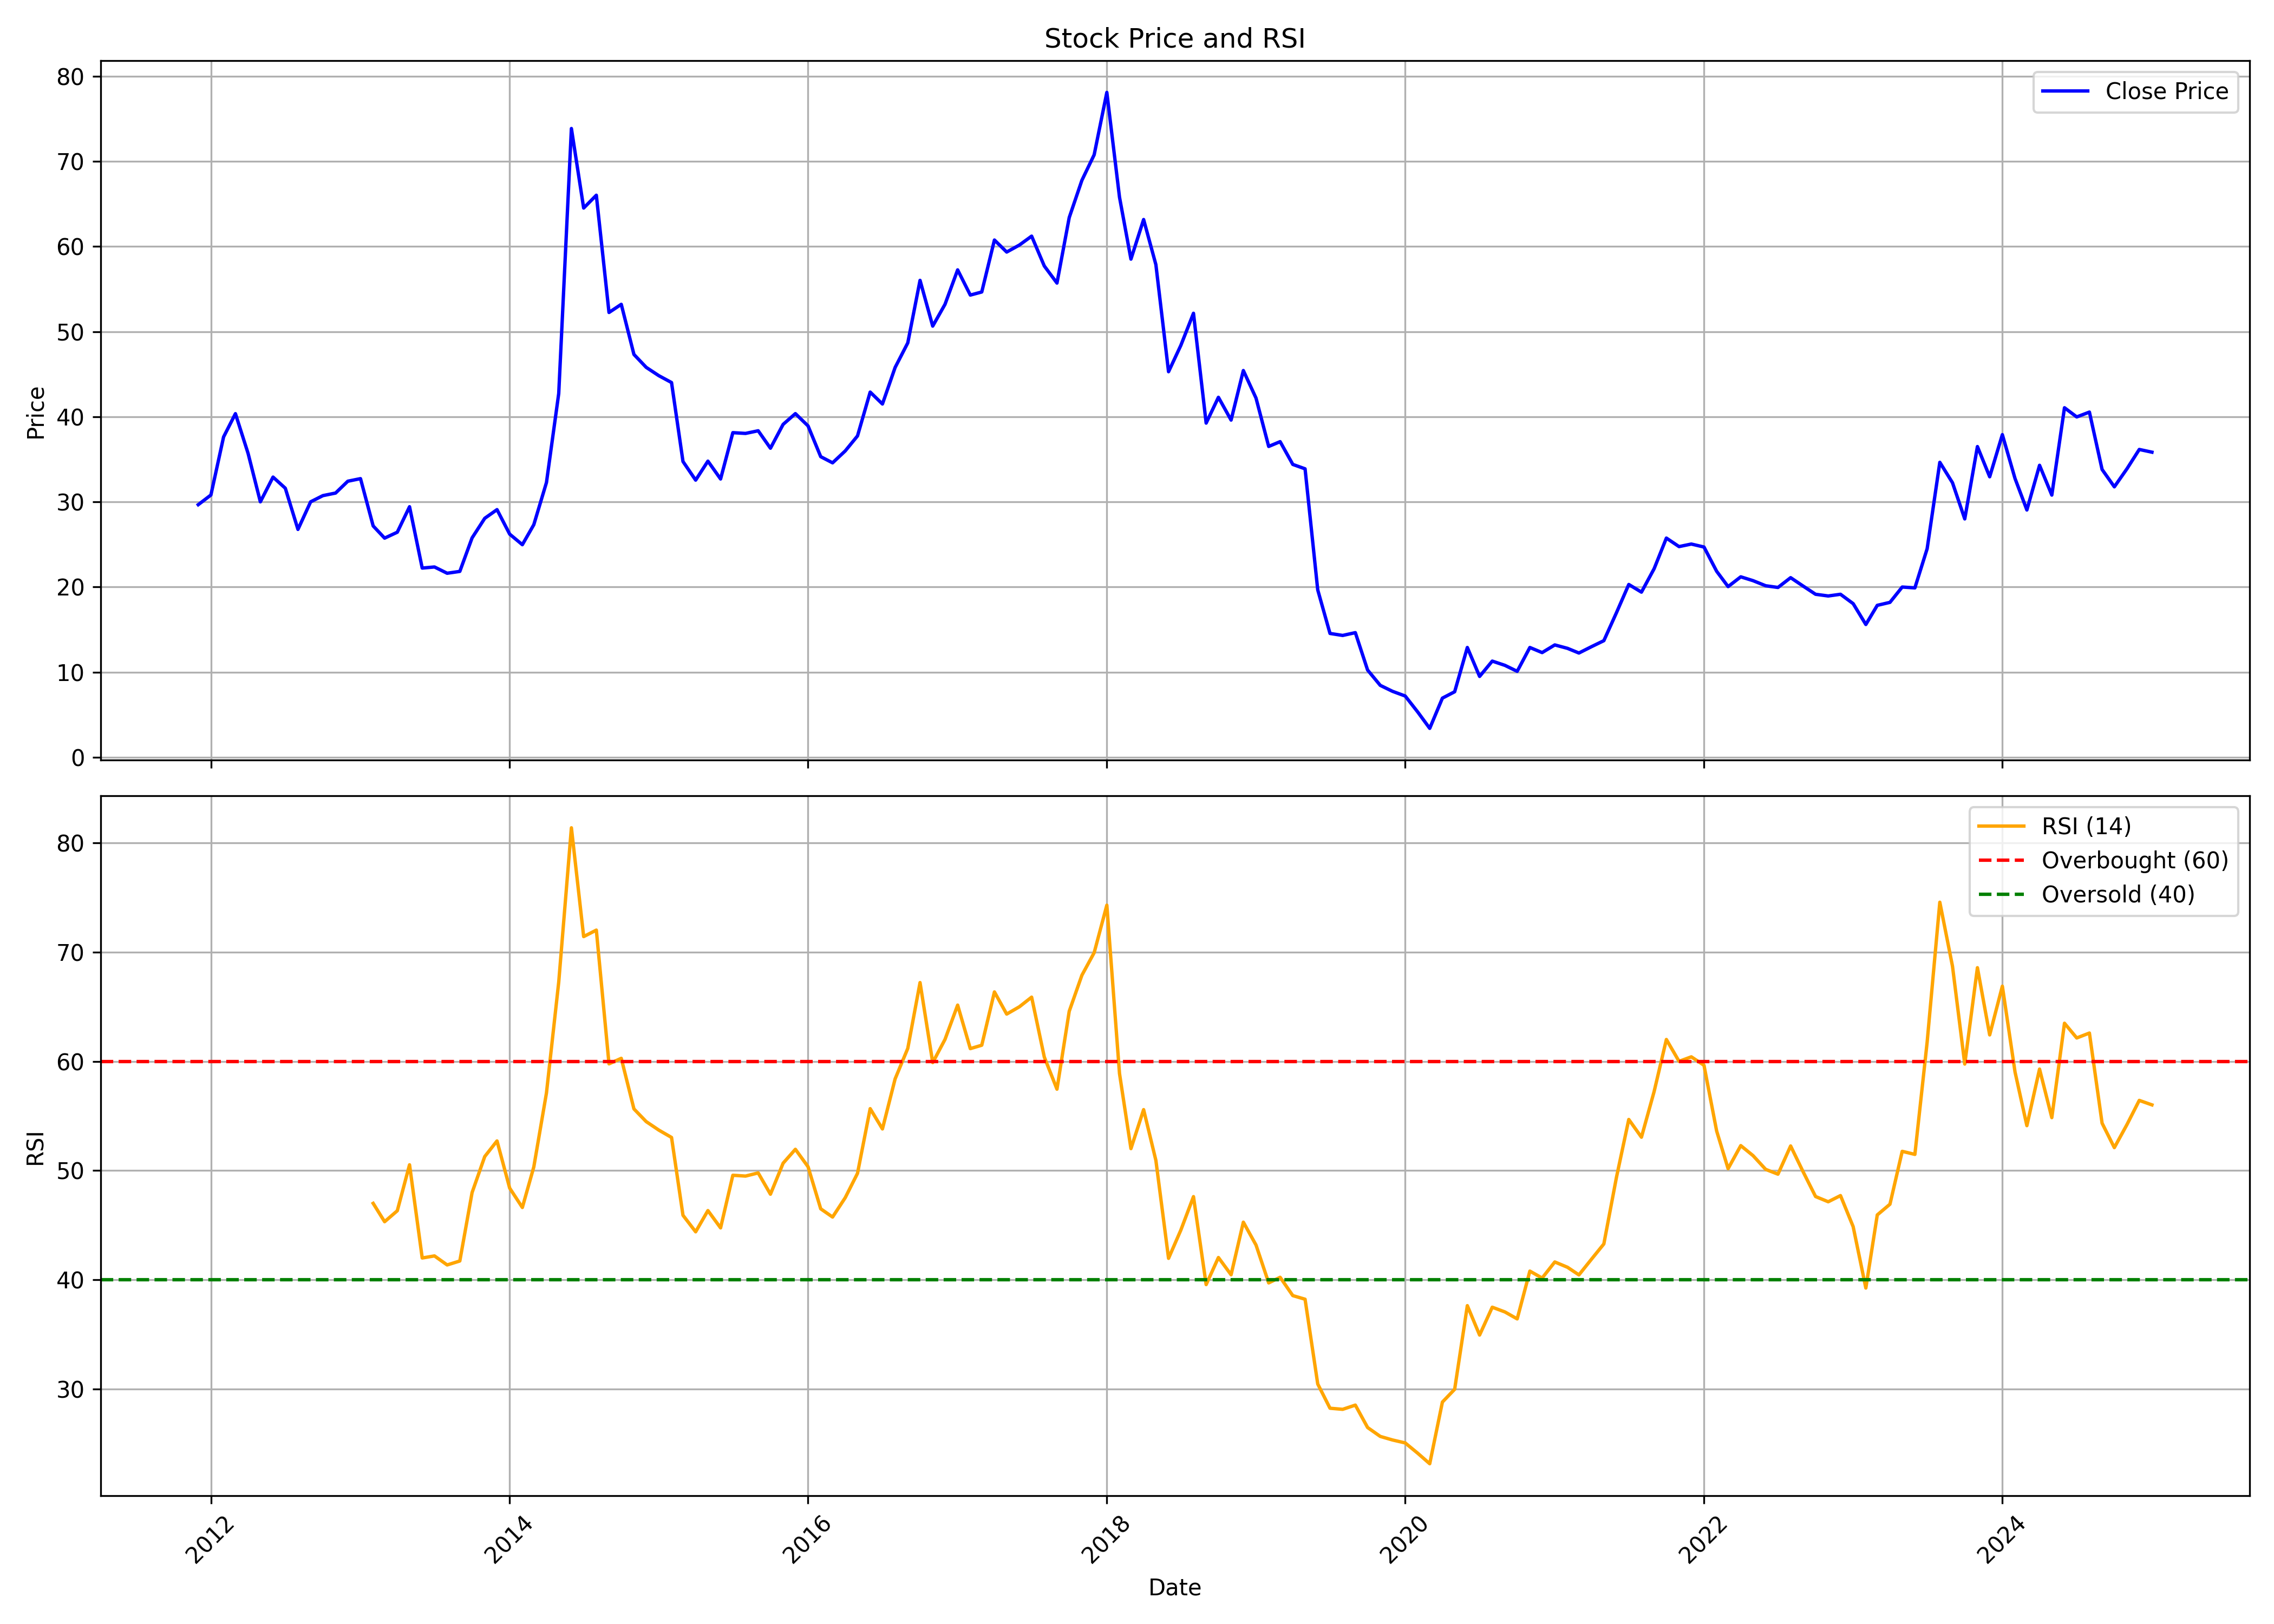 Stock Price and RSI
80
70
60
50
40
30
20
10
0
Price
Close Price
80
70
60
50
40
30
RSI
RSI (14)
Overbought (60)
Oversold (40)
2012
2014
2016
2018
2020
2022
2024
Date